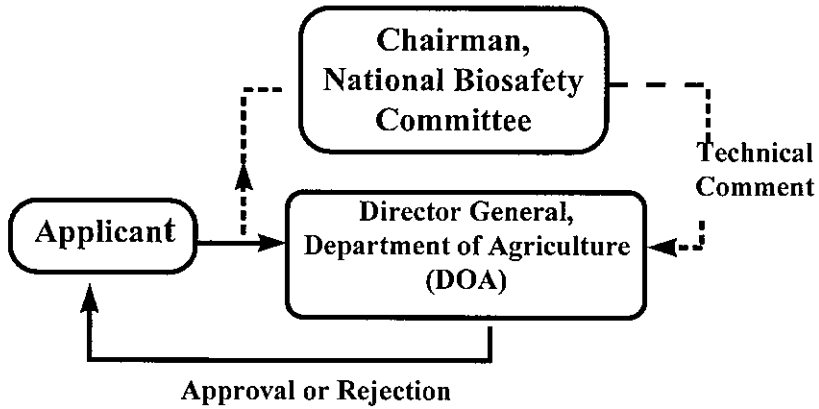 Chairman,
National Biosafety
Committee
Technical
Comment
Applicant
Director General,
Department of Agriculture
(DOA)
Approval or Rejection